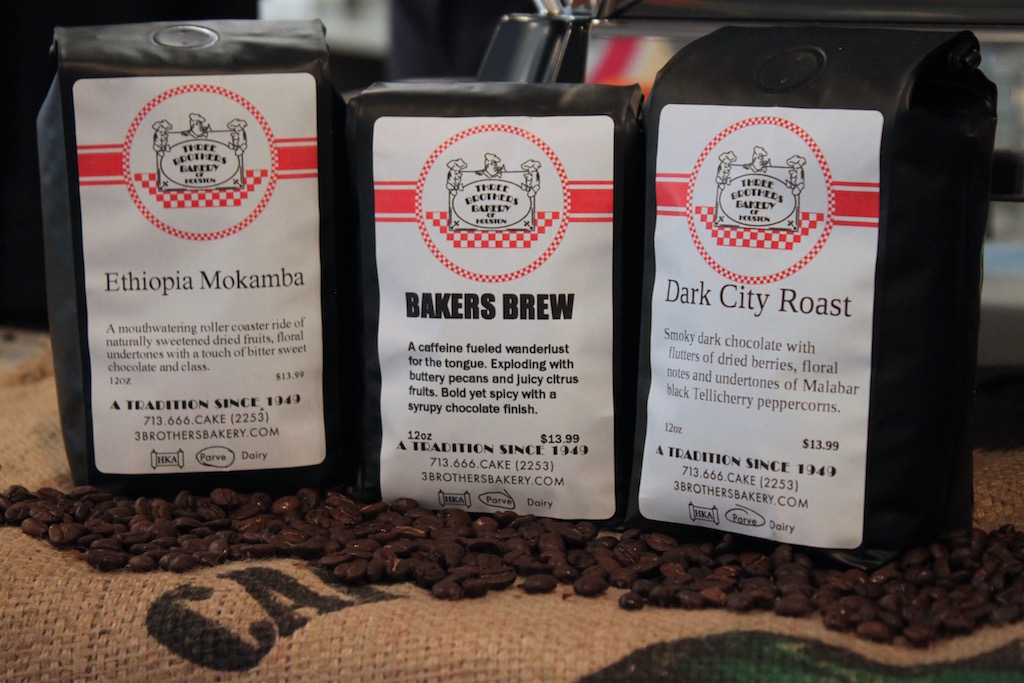 THREE
BROTHERS
BAKERY
OF
HOUSTON
Ethiopia Mokamba
A mouthwatering roller coaster ride of
naturally sweetened dried fruits, floral
undertones with a touch of bitter sweet
chocolate and class.
12oz $13.99
A TRADITION SINCE 1949
713.666.CAKE (2253)
3BROTHERSBAKERY.COM
HKA Parve Dairy
THREE
BROTHERS
BAKERY
OF
HOUSTON
BAKERS BREW
A caffeine fueled wanderlust
for the tongue. Exploding with
buttery pecans and juicy citrus
fruits. Bold yet spicy with a
syrupy chocolate finish.
12oz $13.99
A TRADITION SINCE 1949
713.666.CAKE (2253)
3BROTHERSBAKERY.COM
HKA Parve Dairy
THREE
BROTHERS
BAKERY
OF
HOUSTON
Dark City Roast
Smoky dark chocolate with
flutters of dried berries, floral
notes and undertones of Malabar
black Tellicherry peppercorns.
12oz $13.99
A TRADITION SINCE 1949
713.666.CAKE (2253)
3BROTHERSBAKERY.COM
HKA Parve Dairy